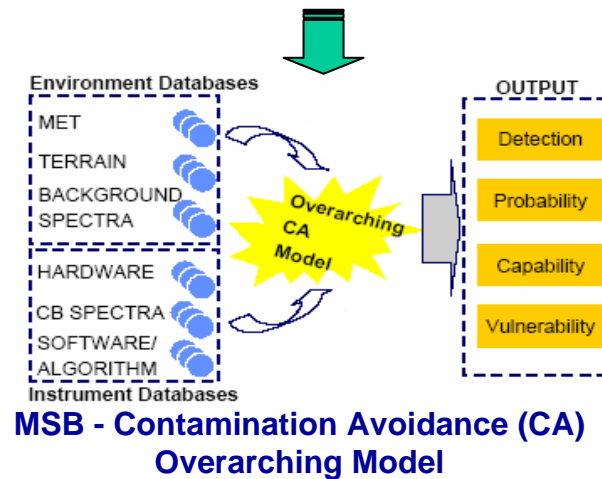 Environment Databases
MET
TERRAIN
BACKGROUND
SPECTRA
HARDWARE
CB SPECTRA
SOFTWARE/
ALGORITHM
Instrument Databases
Overarching
CA
Model
OUTPUT
Detection
Probability
Capability
Vulnerability
MSB - Contamination Avoidance (CA)
Overarching Model